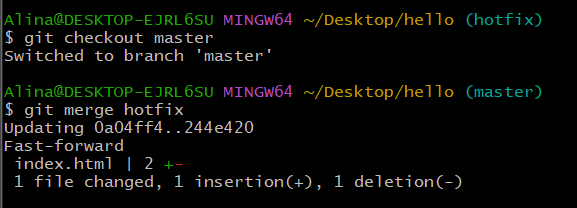 Alina@DESKTOP-EJRL6SU MINGW64 ~/Desktop/hello (hotfix)
$ git checkout master
Switched to branch 'master'
Alina@DESKTOP-EJRL6SU MINGW64 ~/Desktop/hello (master)
$ git merge hotfix
Updating 0a04ff4..244e420
Fast-forward
 index.html | 2 +-
 1 file changed, 1 insertion(+), 1 deletion(-)